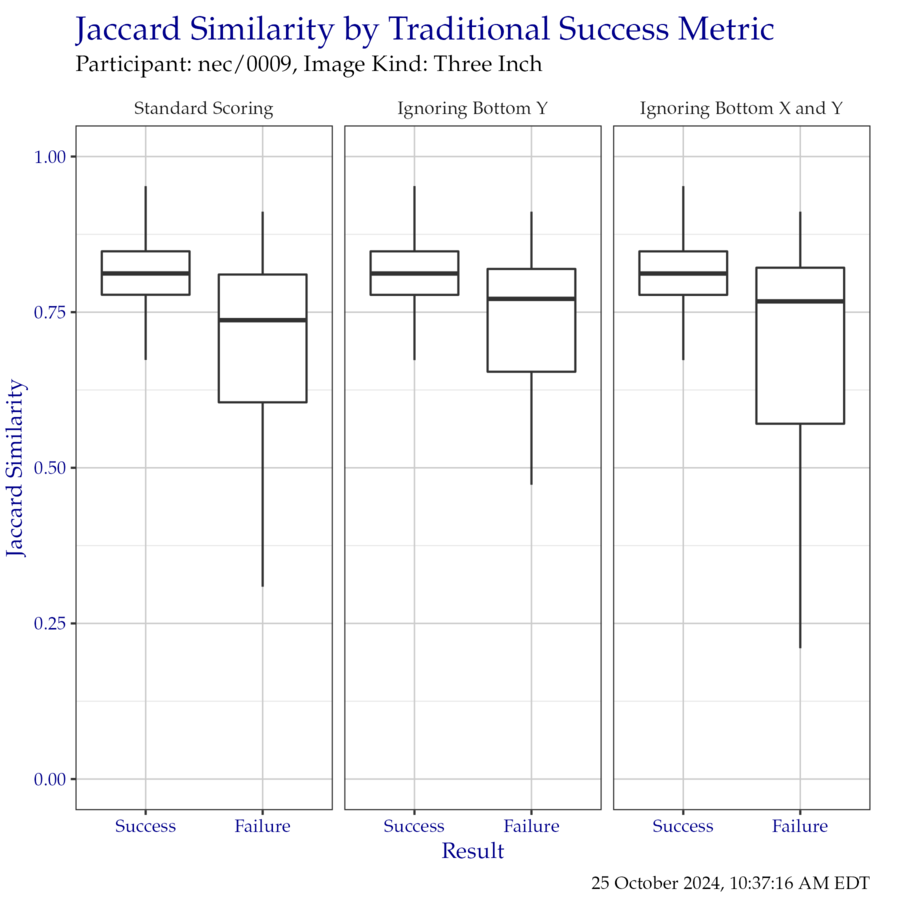 Jaccard Similarity by Traditional Success Metric
Participant: nec/0009, Image Kind: Three Inch
Standard Scoring
Ignoring Bottom Y
Ignoring Bottom X and Y
1.00
0.75
0.50
0.25
0.00
Jaccard Similarity
Success Failure
Success Failure
Success Failure
Result
25 October 2024, 10:37:16 AM EDT